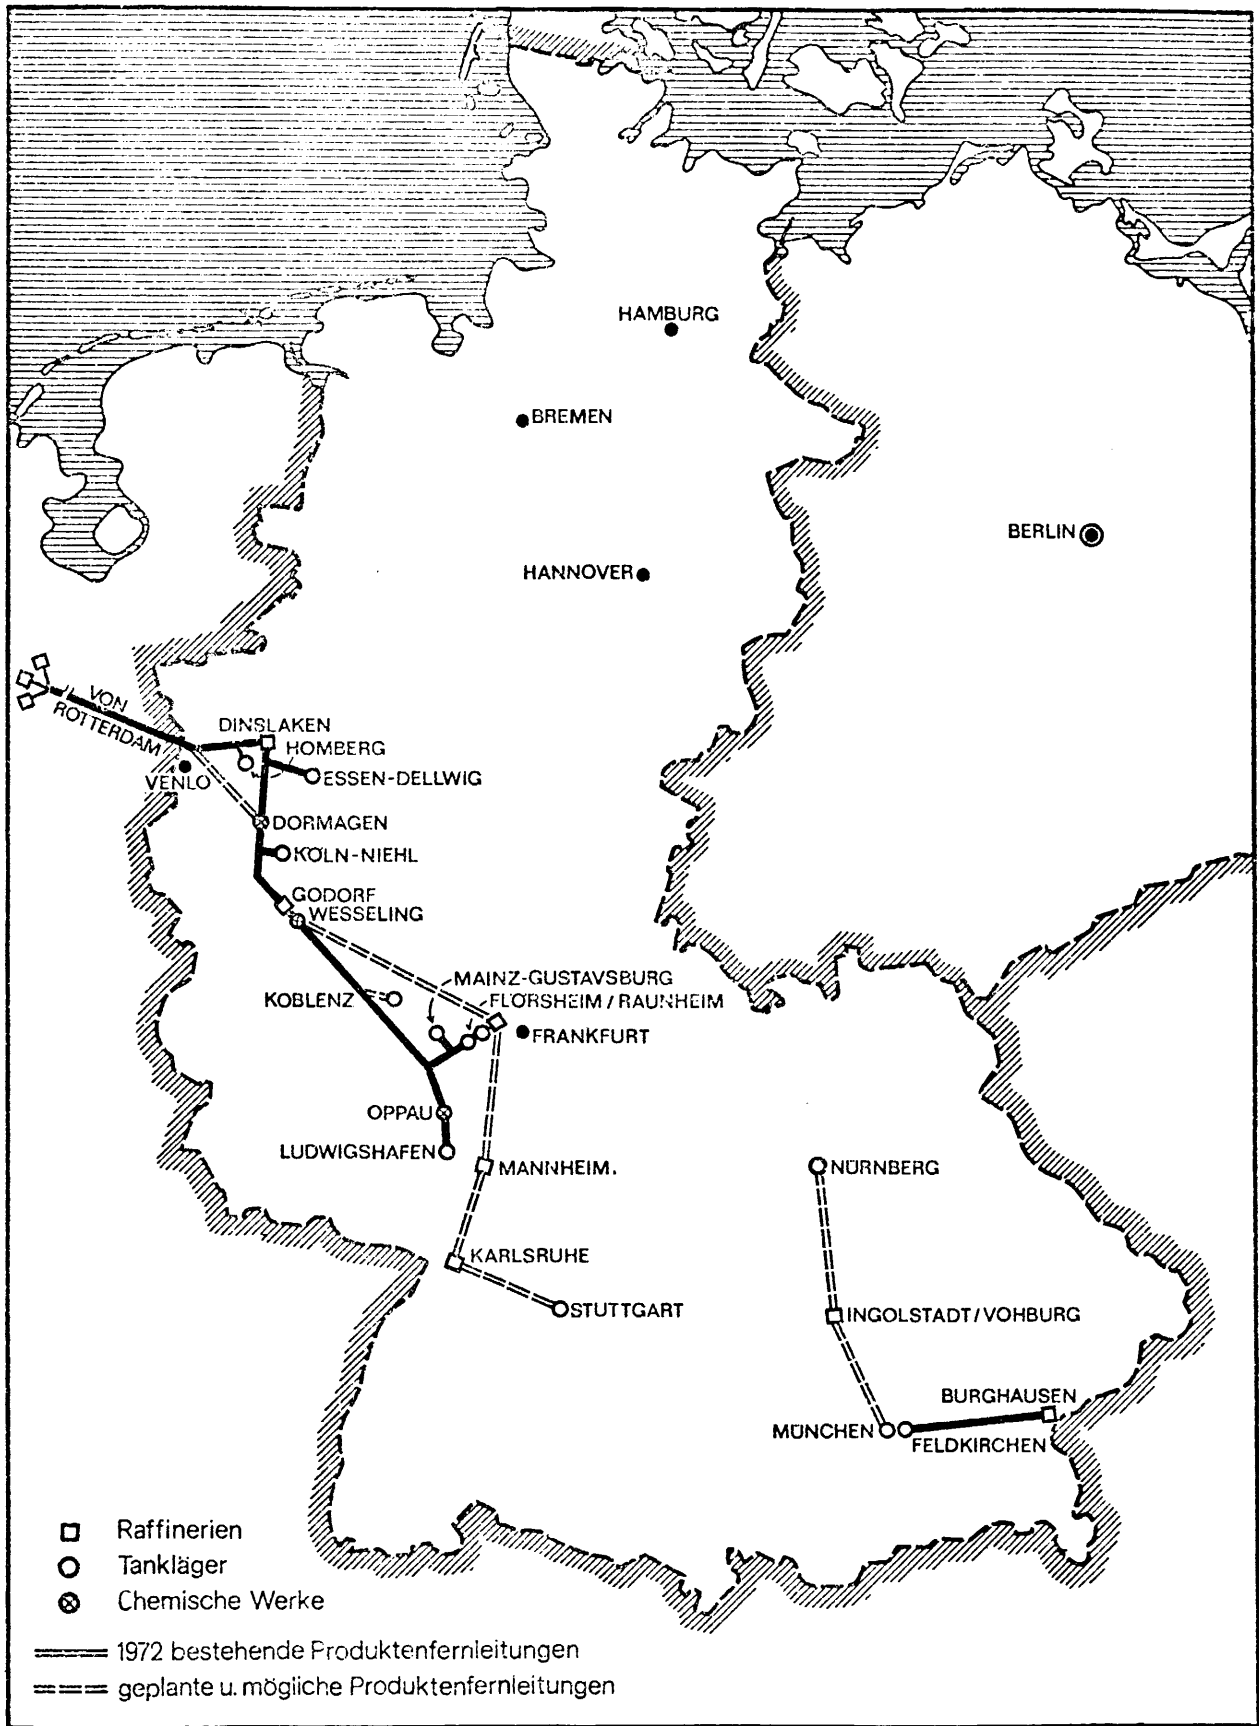 HAMBURG
BREMEN
BERLIN
HANNOVER
VON
ROTTERDAM
DINSLAKEN
HOMBERG
VENLO
ESSEN-DELLWIG
DORMAGEN
KÖLN-NIEHL
GODORF
WESSELING
MAINZ-GUSTAVSBURG
KOBLENZ
FLÖRSHEIM / RAUNHEIM
FRANKFURT
OPPAU
LUDWIGSHAFEN
MANNHEIM.
NÜRNBERG
KARLSRUHE
STUTTGART
INGOLSTADT/VOHBURG
BURGHAUSEN
MÜNCHEN
FELDKIRCHEN
Raffinerien
Tankläger
Chemische Werke
1972 bestehende Produktenfernleitungen
geplante u. mögliche Produktenfernleitungen